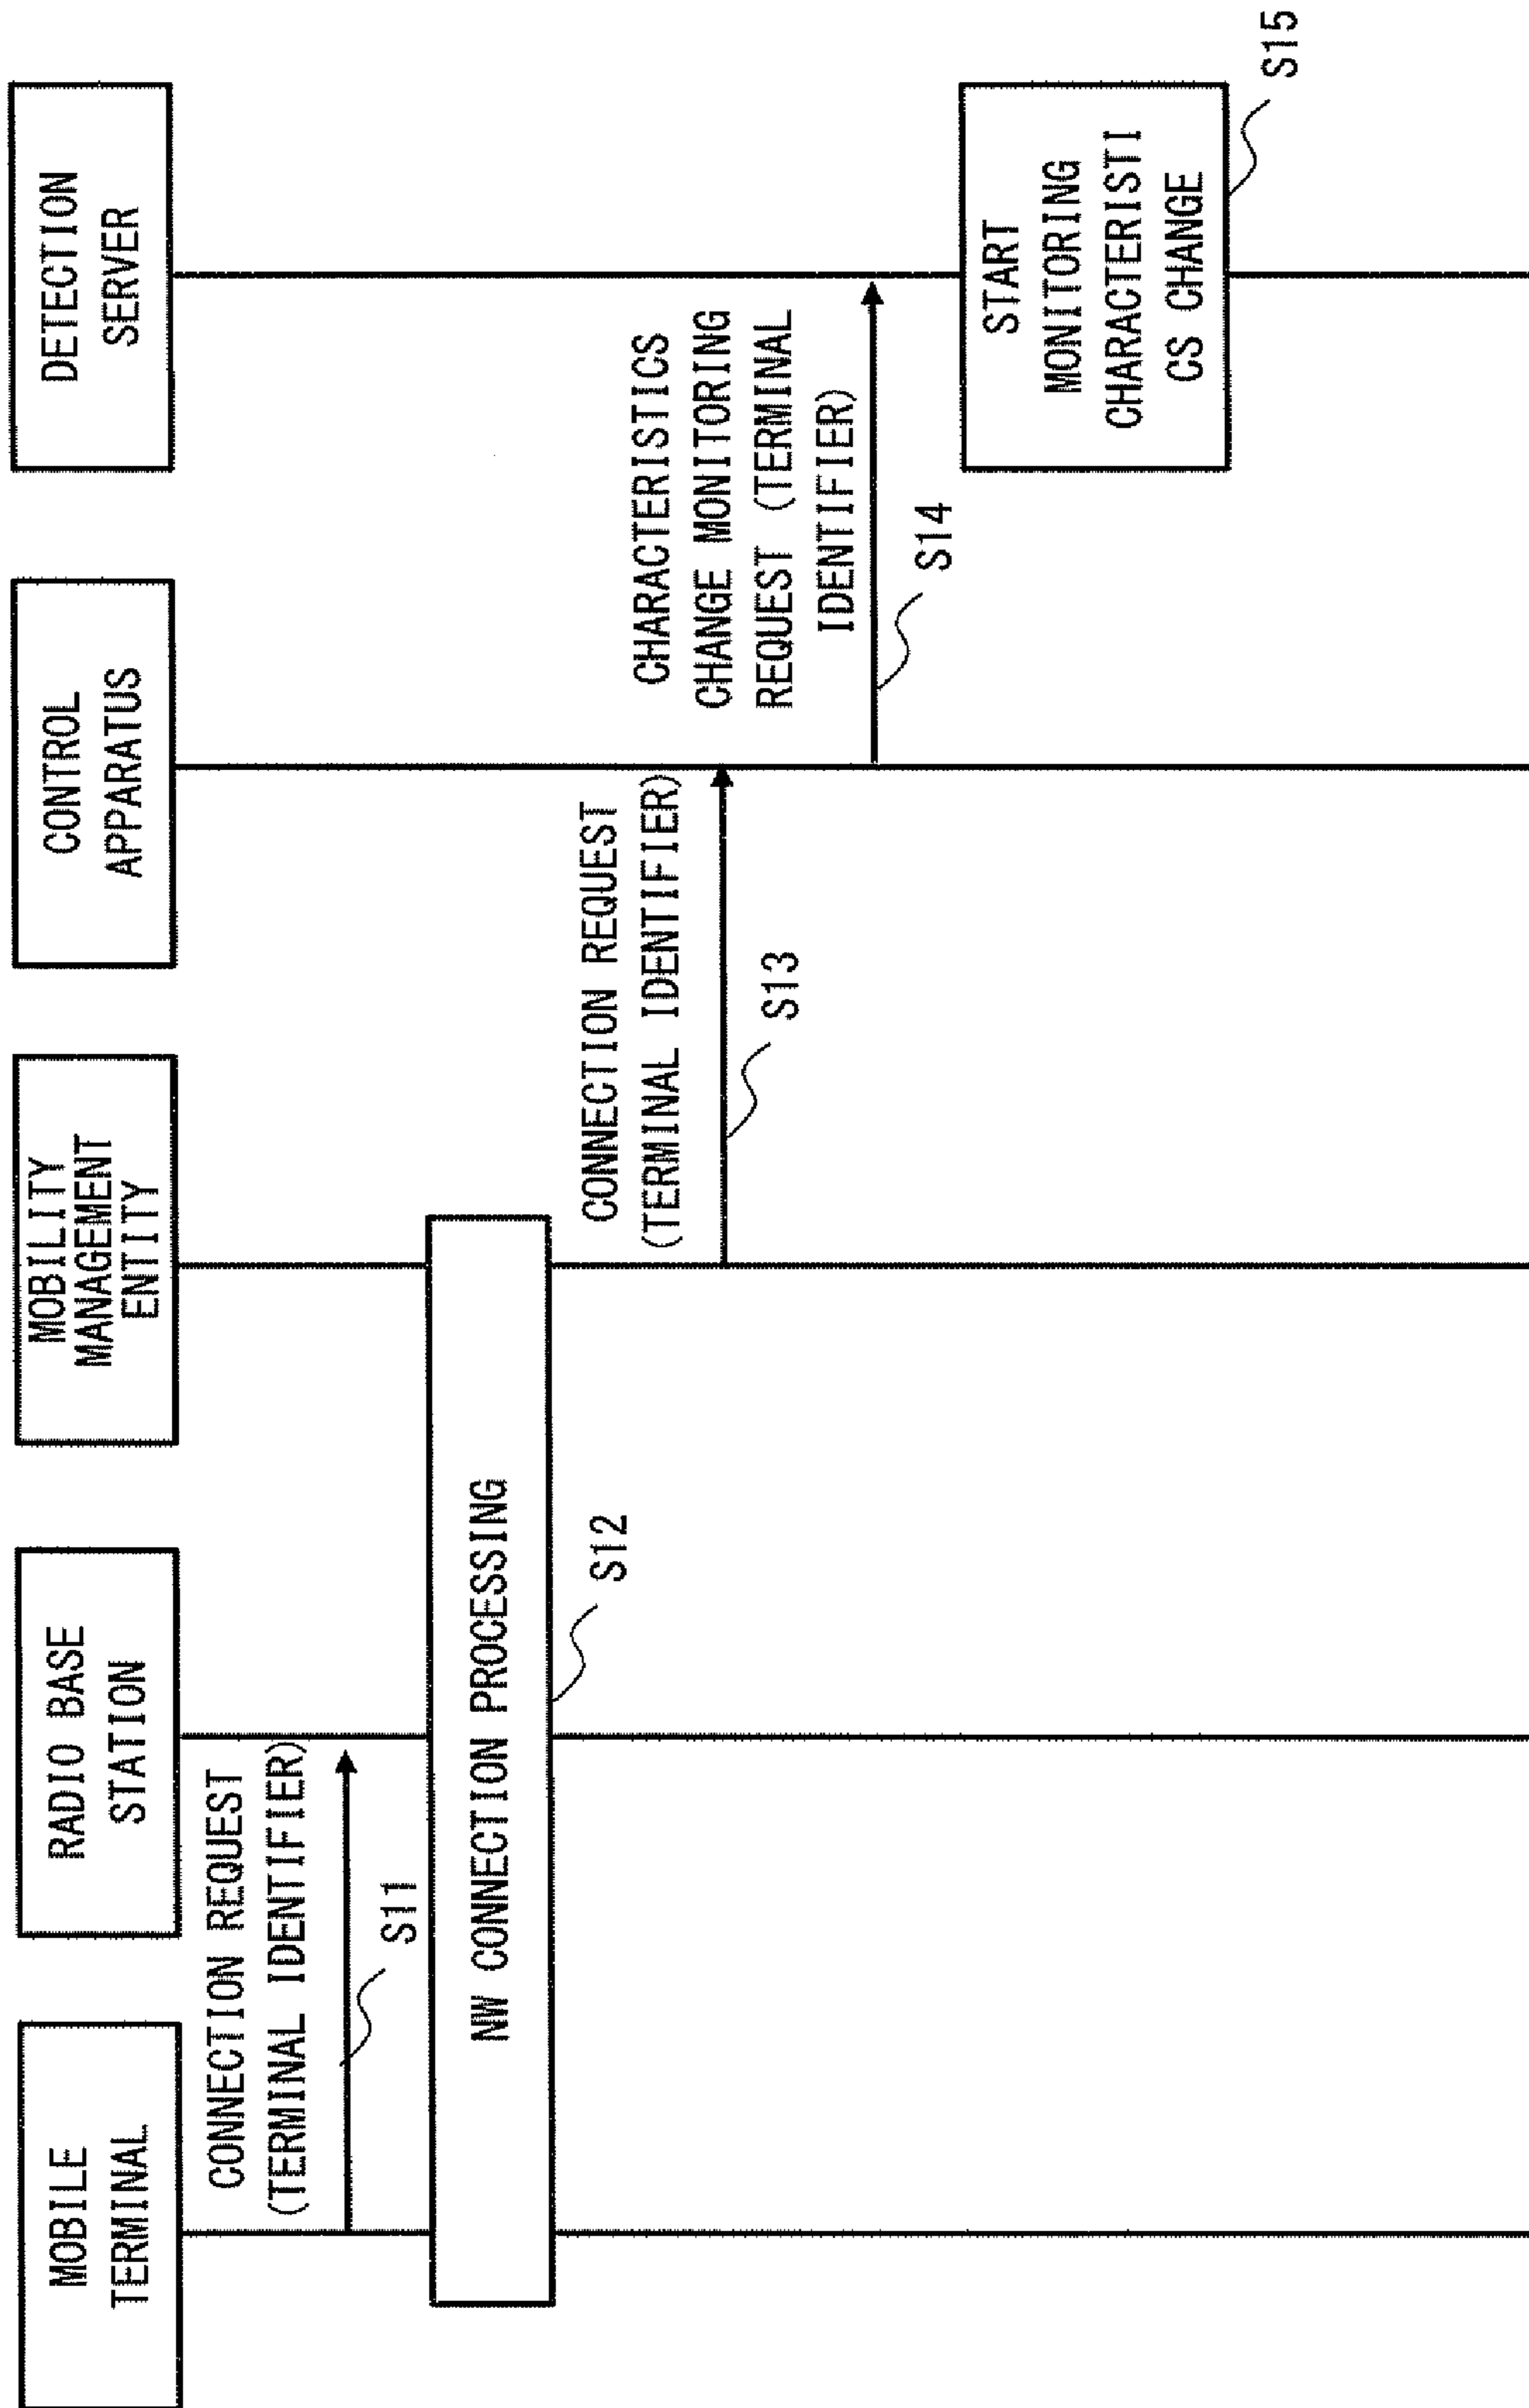 MOBILE
TERMINAL
RADIO BASE
STATION
MOBILITY
MANAGEMENT
ENTITY
CONTROL
APPARATUS
DETECTION
SERVER
CONNECTION REQUEST
(TERMINAL IDENTIFIER)
S11
NW CONNECTION PROCESSING
S12
CONNECTION REQUEST
(TERMINAL IDENTIFIER)
S13
CHARACTERISTICS
CHANGE MONITORING
REQUEST (TERMINAL
IDENTIFIER)
S14
START
MONITORING
CHARACTERISTI
CS CHANGE
S15